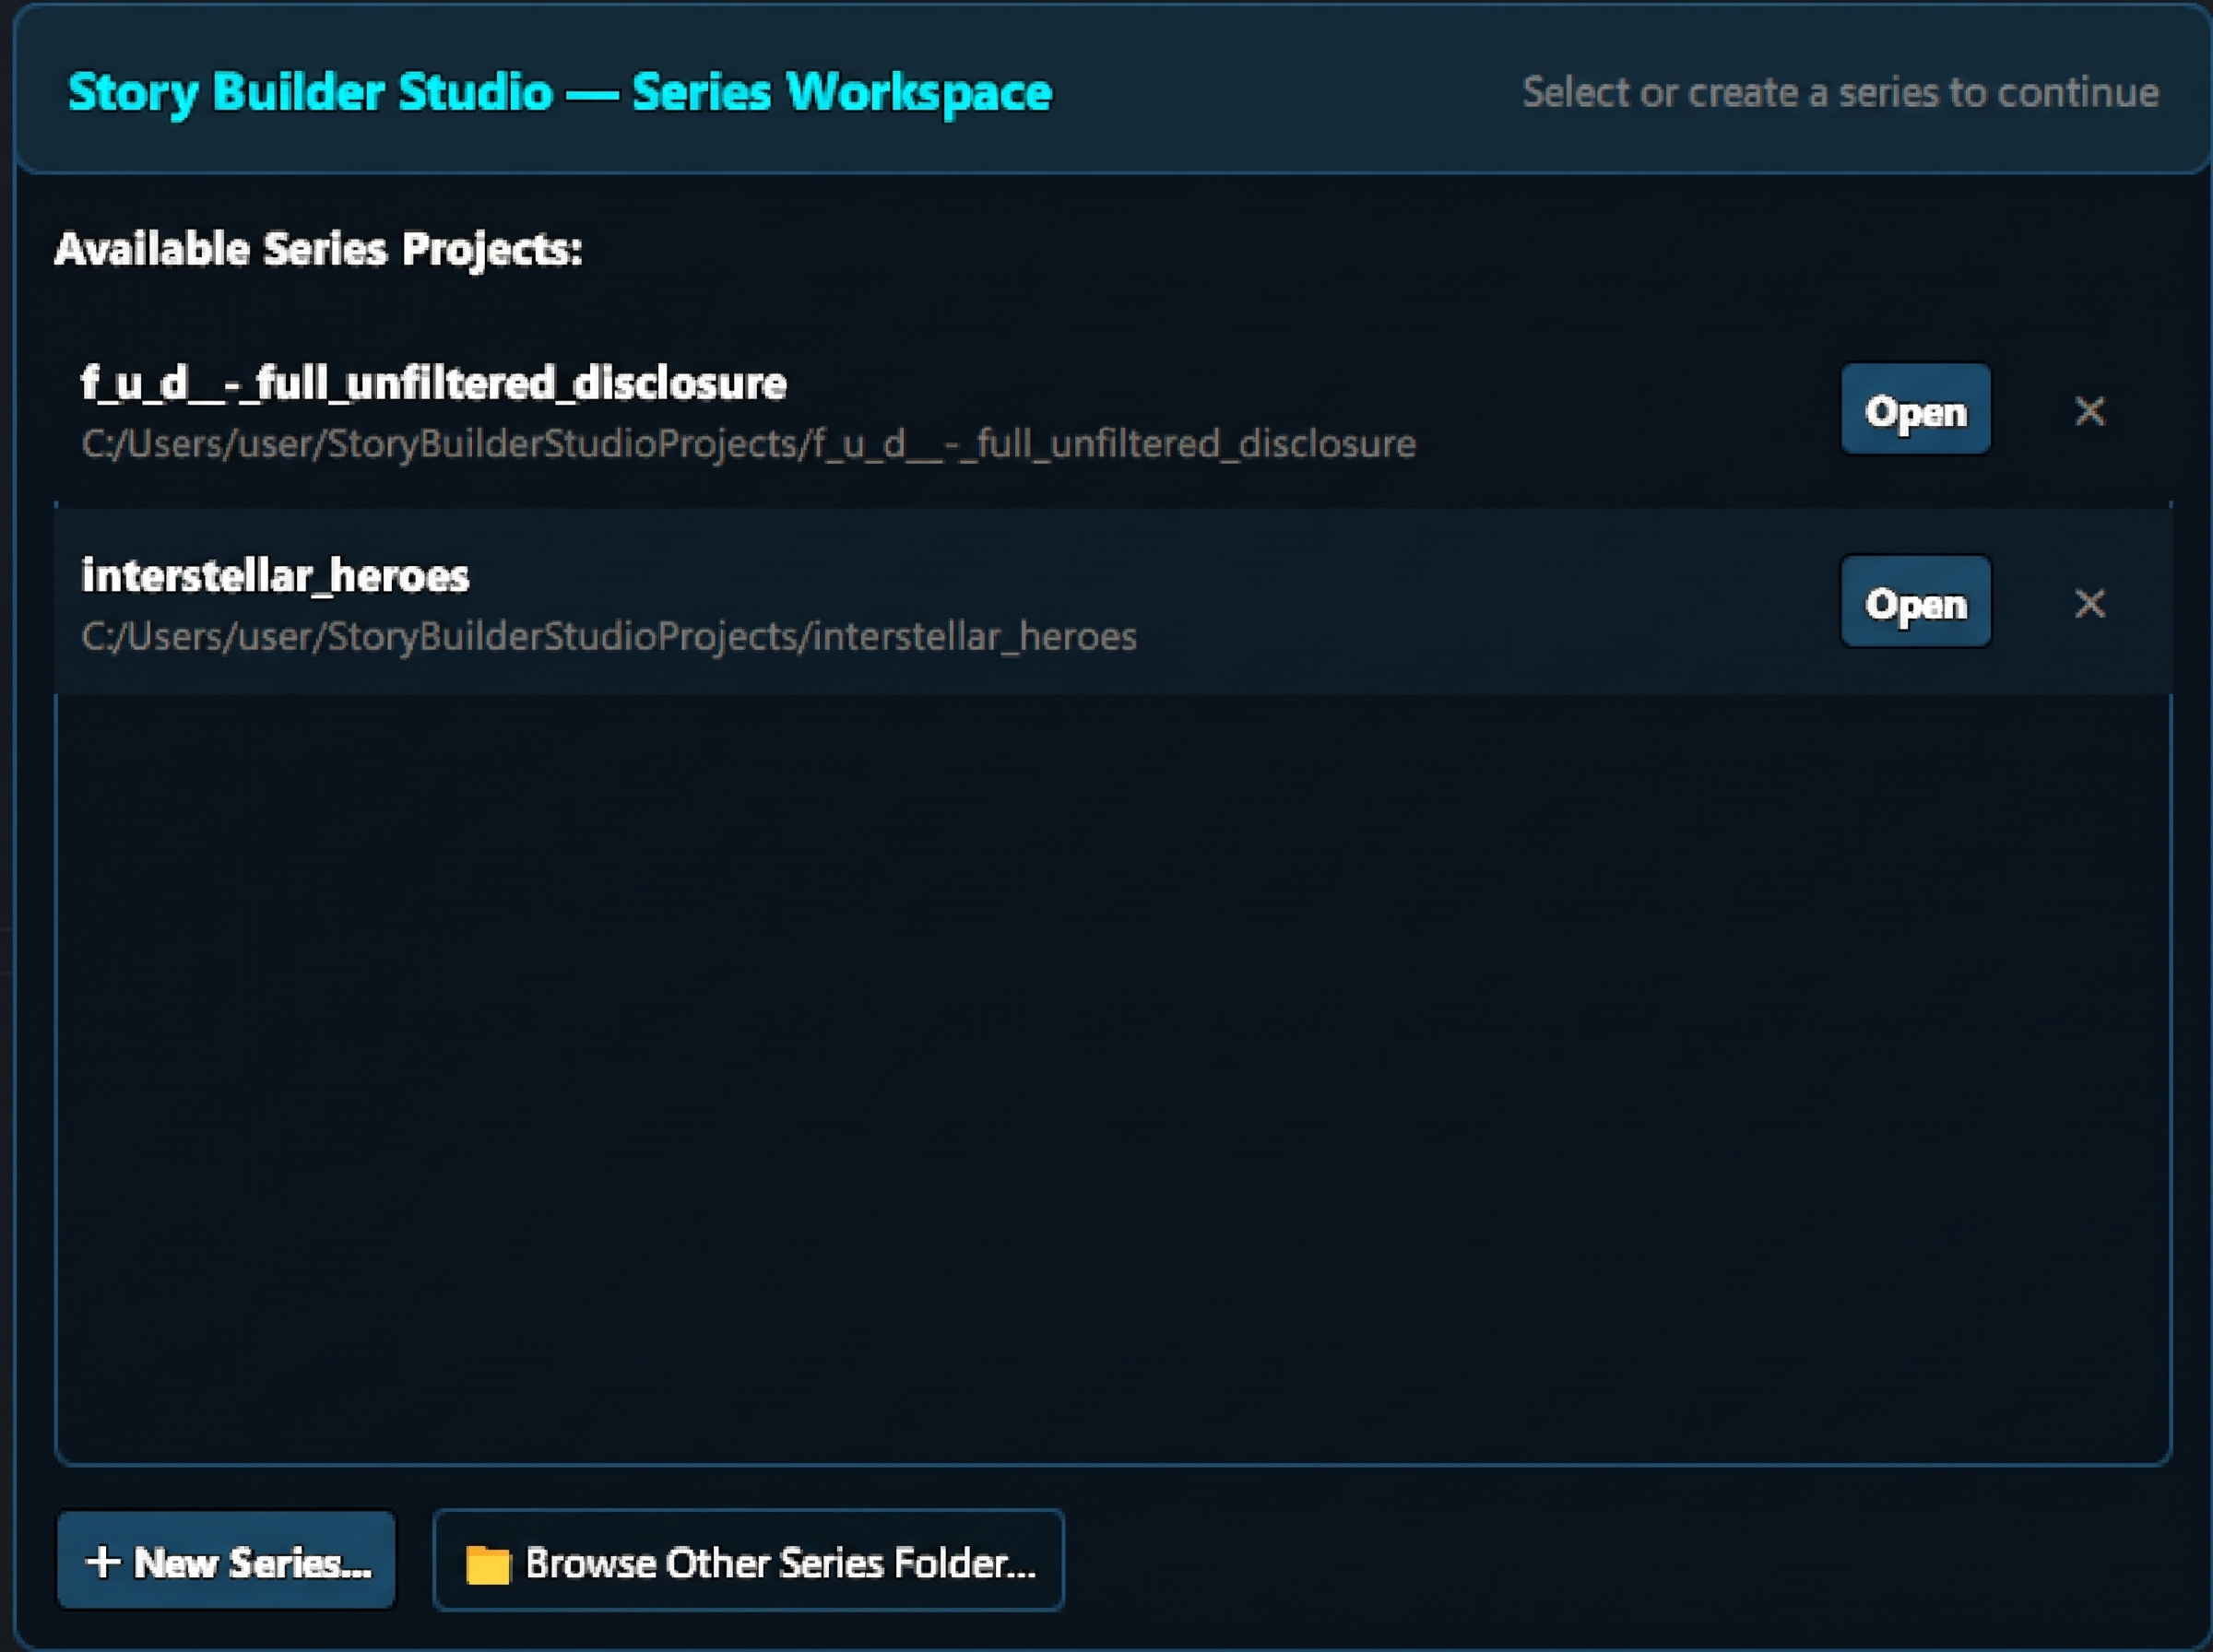 Story Builder Studio — Series Workspace
Select or create a series to continue
Available Series Projects:
f_u_d__-_full_unfiltered_disclosure
C:/Users/user/StoryBuilderStudioProjects/f_u_d__-_full_unfiltered_disclosure
Open
×
interstellar_heroes
C:/Users/user/StoryBuilderStudioProjects/interstellar_heroes
Open
×
+ New Series...
Browse Other Series Folder...